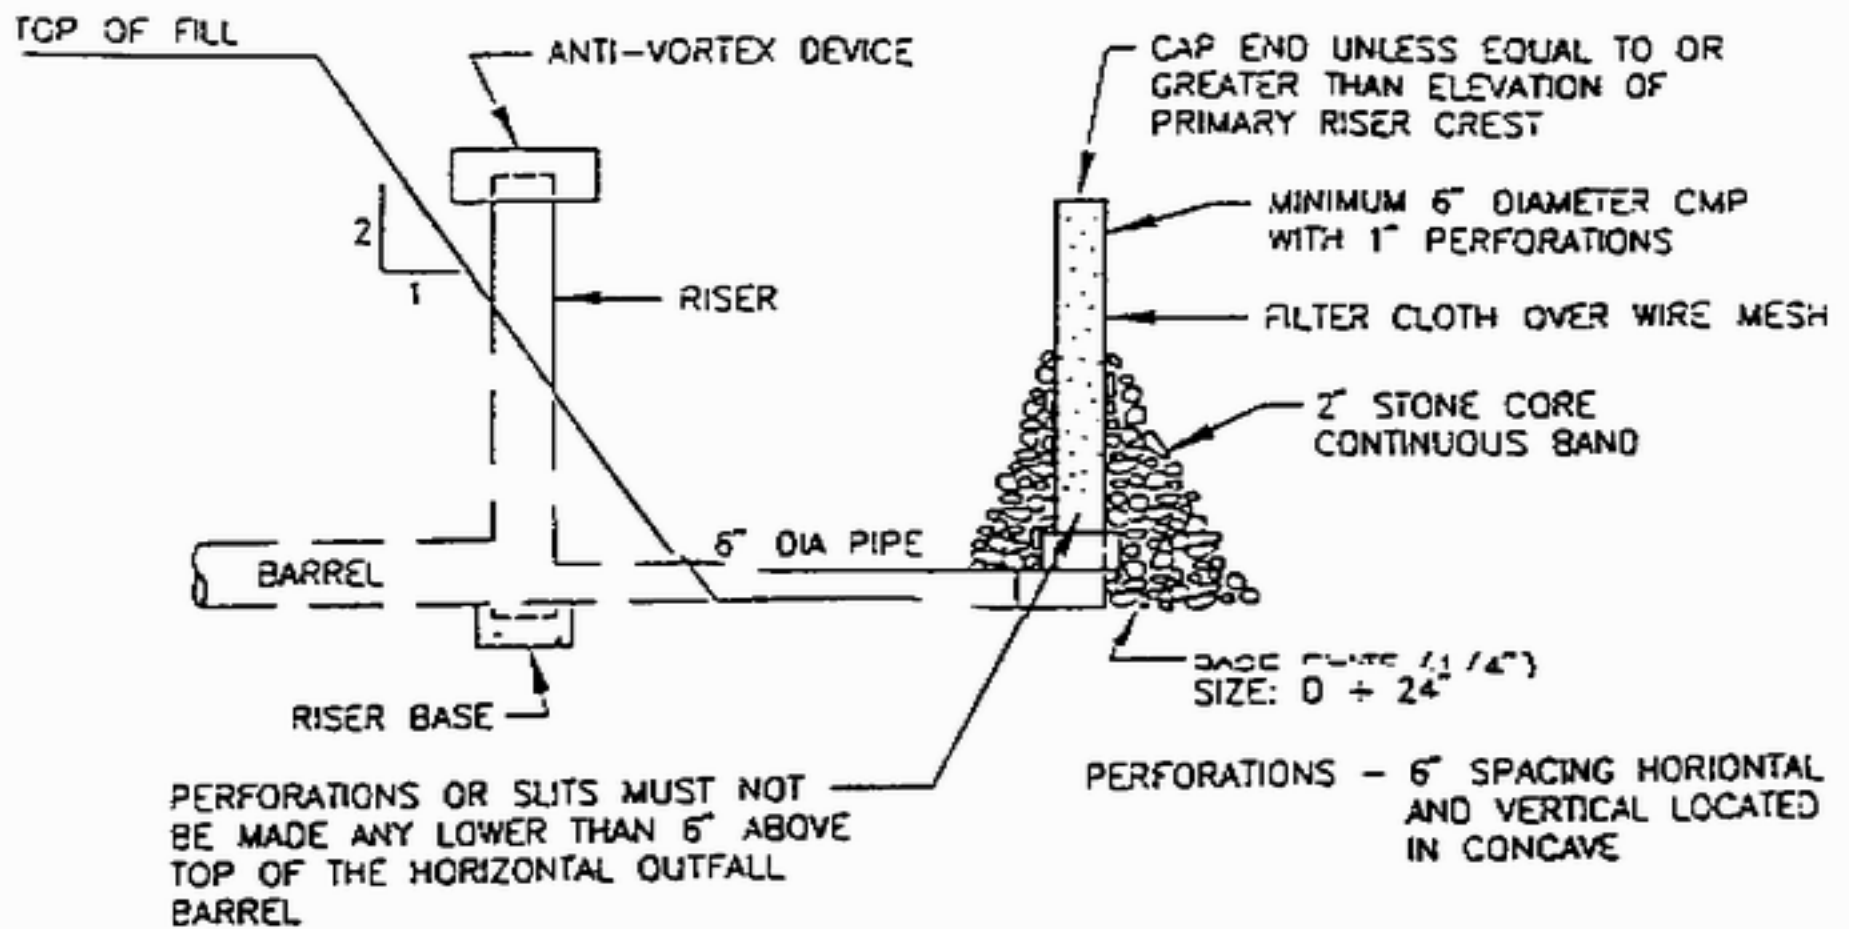 TOP OF FILL
ANTI-VORTEX DEVICE
CAP END UNLESS EQUAL TO OR
GREATER THAN ELEVATION OF
PRIMARY RISER CREST
MINIMUM 6" DIAMETER CMP
WITH 1" PERFORATIONS
2
1
RISER
FILTER CLOTH OVER WIRE MESH
2" STONE CORE
CONTINUOUS BAND
6" DIA PIPE
BARREL
(1/4")
SIZE: D + 24"
RISER BASE
PERFORATIONS OR SLITS MUST NOT
BE MADE ANY LOWER THAN 6" ABOVE
TOP OF THE HORIZONTAL OUTFALL
BARREL
PERFORATIONS - 6" SPACING HORIONTAL
AND VERTICAL LOCATED
IN CONCAVE